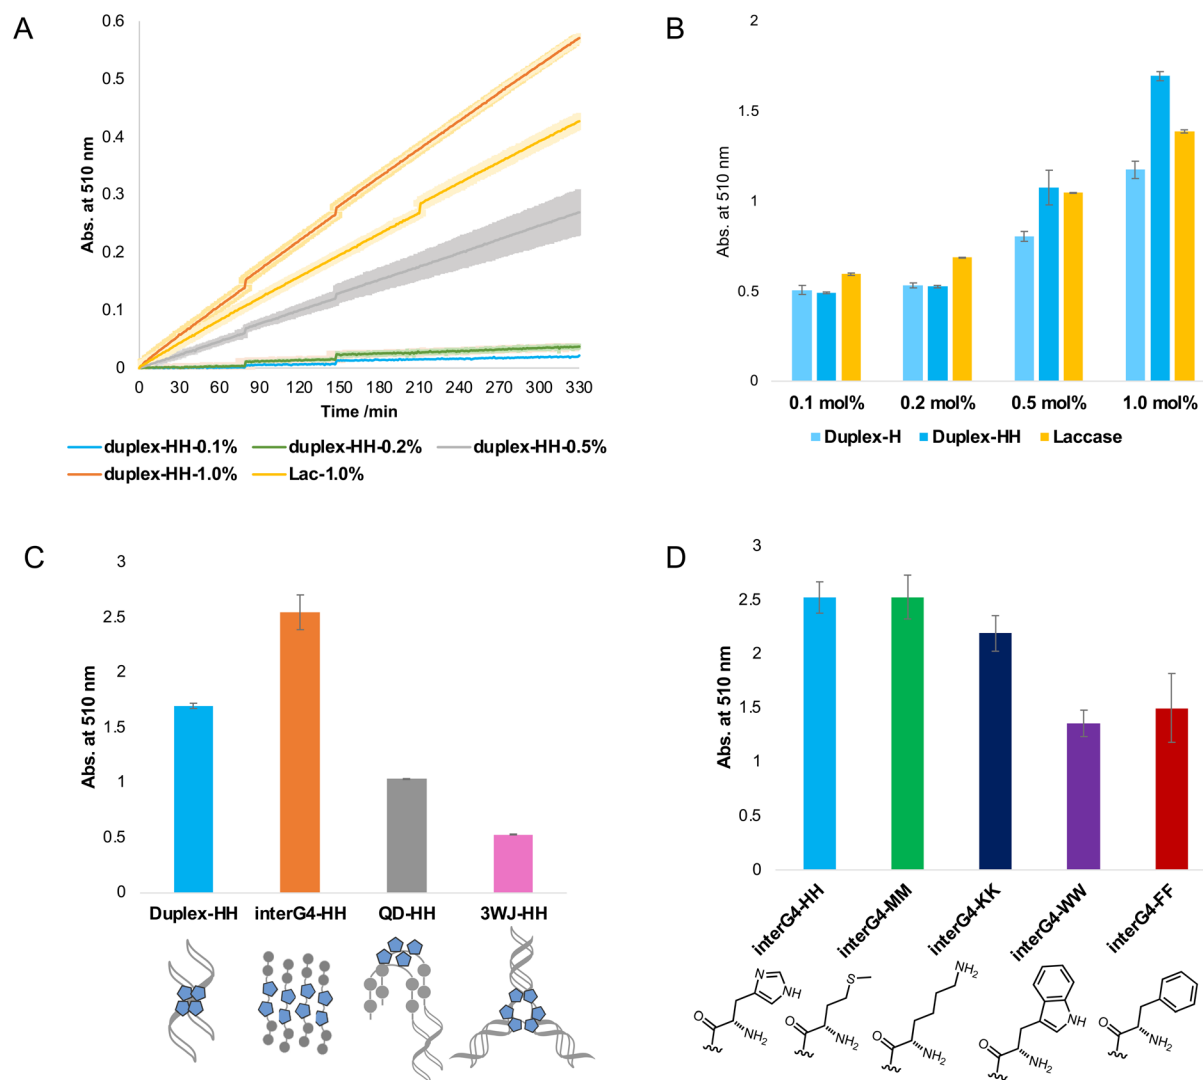 A
0.6
0.5
0.4
0.3
0.2
0.1
0
Abs. at 510 nm
0 30 60 90 120 150 180 210 240 270 300 330
Time /min
duplex-HH-0.1% duplex-HH-0.2% duplex-HH-0.5%
duplex-HH-1.0% Lac-1.0%
B
2
1.5
1
0.5
0
Abs. at 510 nm
0.1 mol% 0.2 mol% 0.5 mol% 1.0 mol%
Duplex-H Duplex-HH Laccase
C
3
2.5
2
1.5
1
0.5
0
Abs. at 510 nm
Duplex-HH interG4-HH QD-HH 3WJ-HH
D
3
2.5
2
1.5
1
0.5
0
Abs. at 510 nm
interG4-HH interG4-MM interG4-KK interG4-WW interG4-FF
N
NH
O
NH2
S
O
NH2
NH2
O
NH2
NH
O
NH2
O
NH2